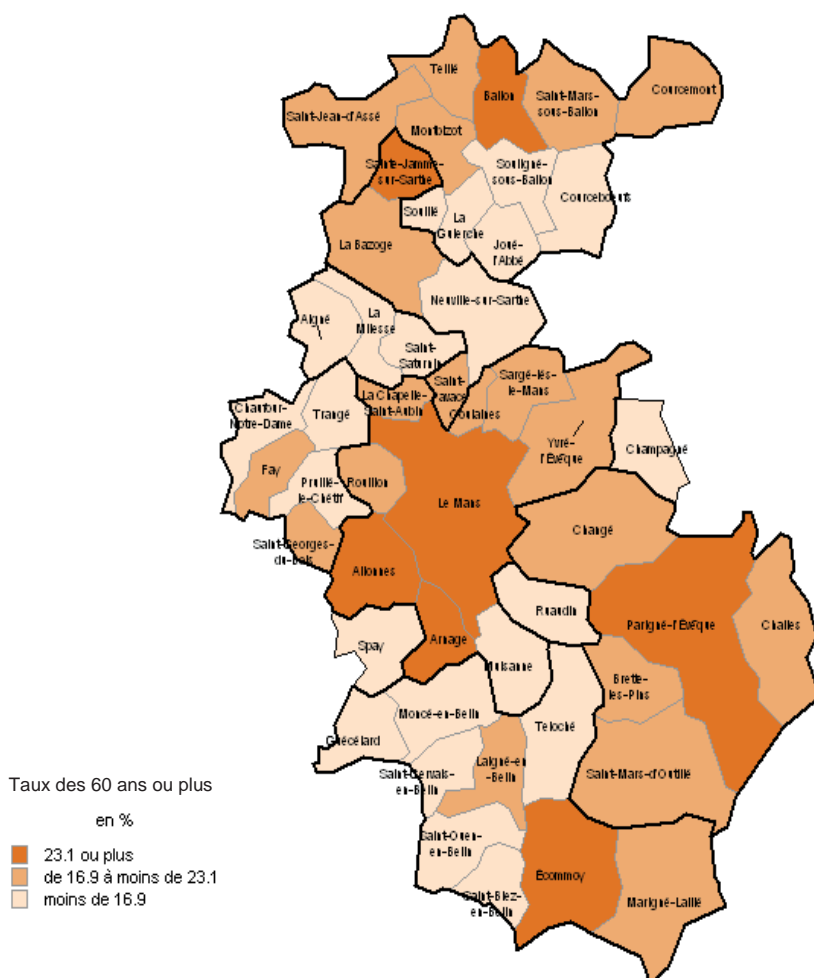 Teillé
Ballon
Saint-Mars-
sous-Ballon
Courcemont
Saint-Jean-d'Assé
Montbizot
Sainte-Jamme-
sur-Sarthe
Souligné-
sous-Ballon
Courceboeufs
Souillé
La
Guierche
Joué-
l'Abbé
La Bazoge
Neuville-sur-Sarthe
Aigné
La
Milesse
Saint-
Saturnin
Saint-
Pavace
Sargé-lès-
le-Mans
La Chapelle-
Saint-Aubin
Coulaines
Chaufour-
Notre-Dame
Trangé
Yvré-
l'Évêque
Champagné
Fay
Pruillé-
le-Chétif
Rouillon
Le Mans
Changé
Saint-Georges-
du-Bois
Allonnes
Ruaudin
Parigné-l'Évêque
Challes
Arnage
Spay
Mulsanne
Brette-
les-Pins
Moncé-en-Belin
Teloché
Guécélard
Saint-Gervais-
en-Belin
Laigné-en-
Belin
Saint-Mars-d'Outillé
Saint-Ouen-
en-Belin
Écommoy
Saint-Biez-
en-Belin
Marigné-Laillé
Taux des 60 ans ou plus
en %
23.1 ou plus
de 16.9 à moins de 23.1
moins de 16.9